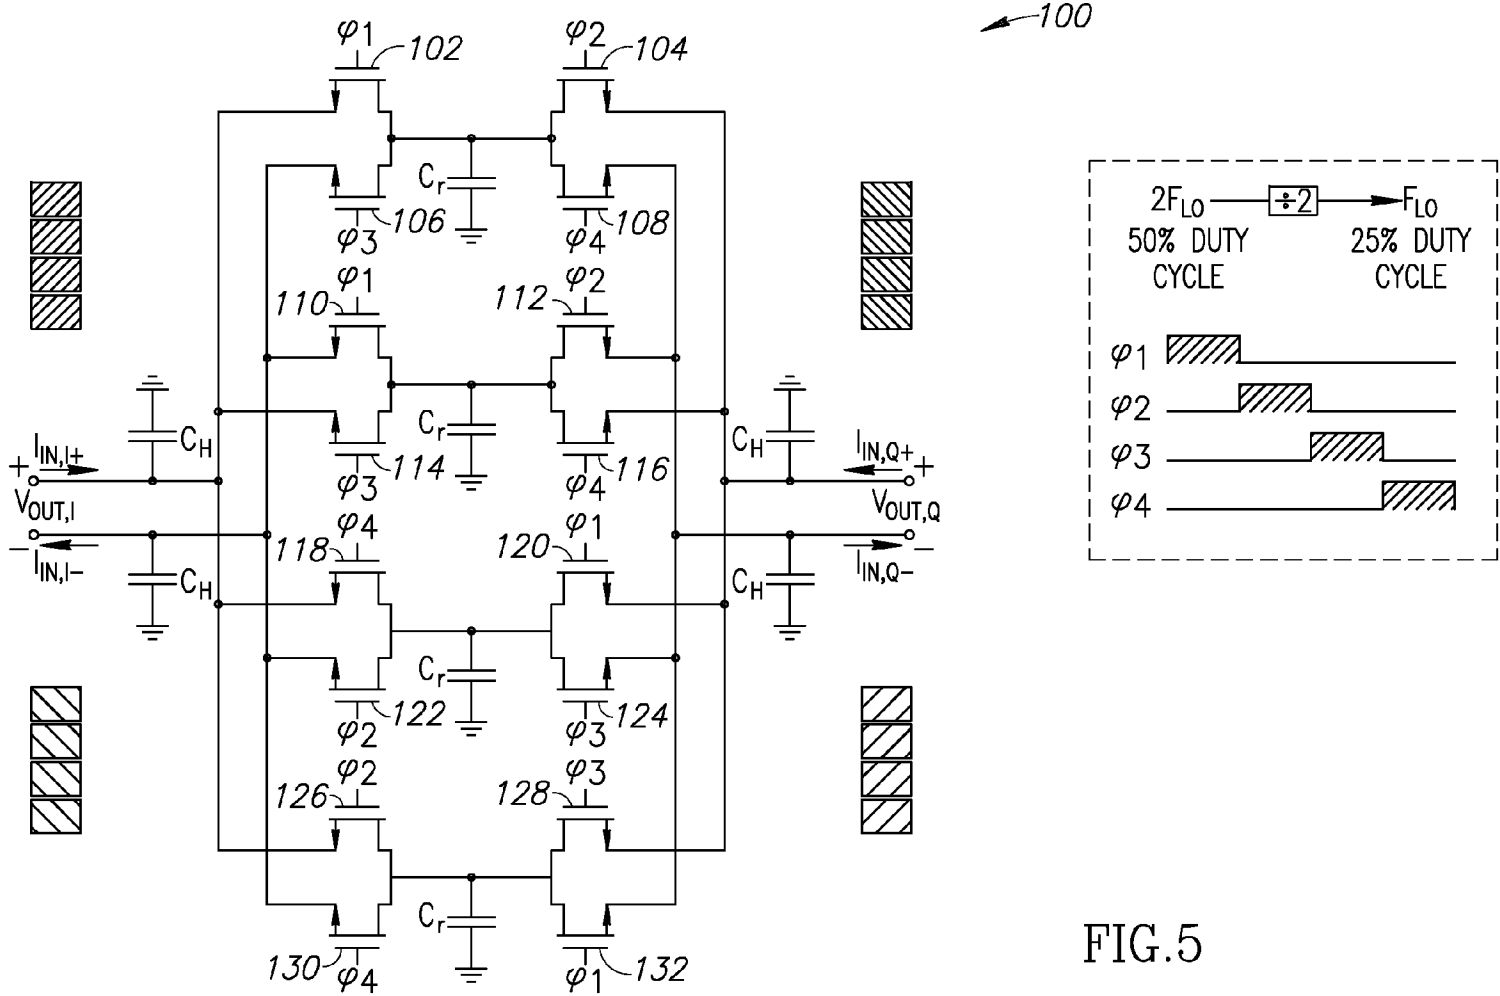 100
φ1 102 φ2 104
Cr
106 108
φ3 φ4
φ1 φ2
110 112
Cr
CH CH
114 116
φ3 φ4
IIN,I+ IIN,Q+
+ +
VOUT,I VOUT,Q
− −
IIN,I− IIN,Q−
φ4 φ1
118 120
CH CH
Cr
122 124
φ2 φ3
φ2 φ3
126 128
Cr
130 132
φ4 φ1
2FLO ÷2 FLO
50% DUTY CYCLE
25% DUTY CYCLE
φ1
φ2
φ3
φ4
FIG.5